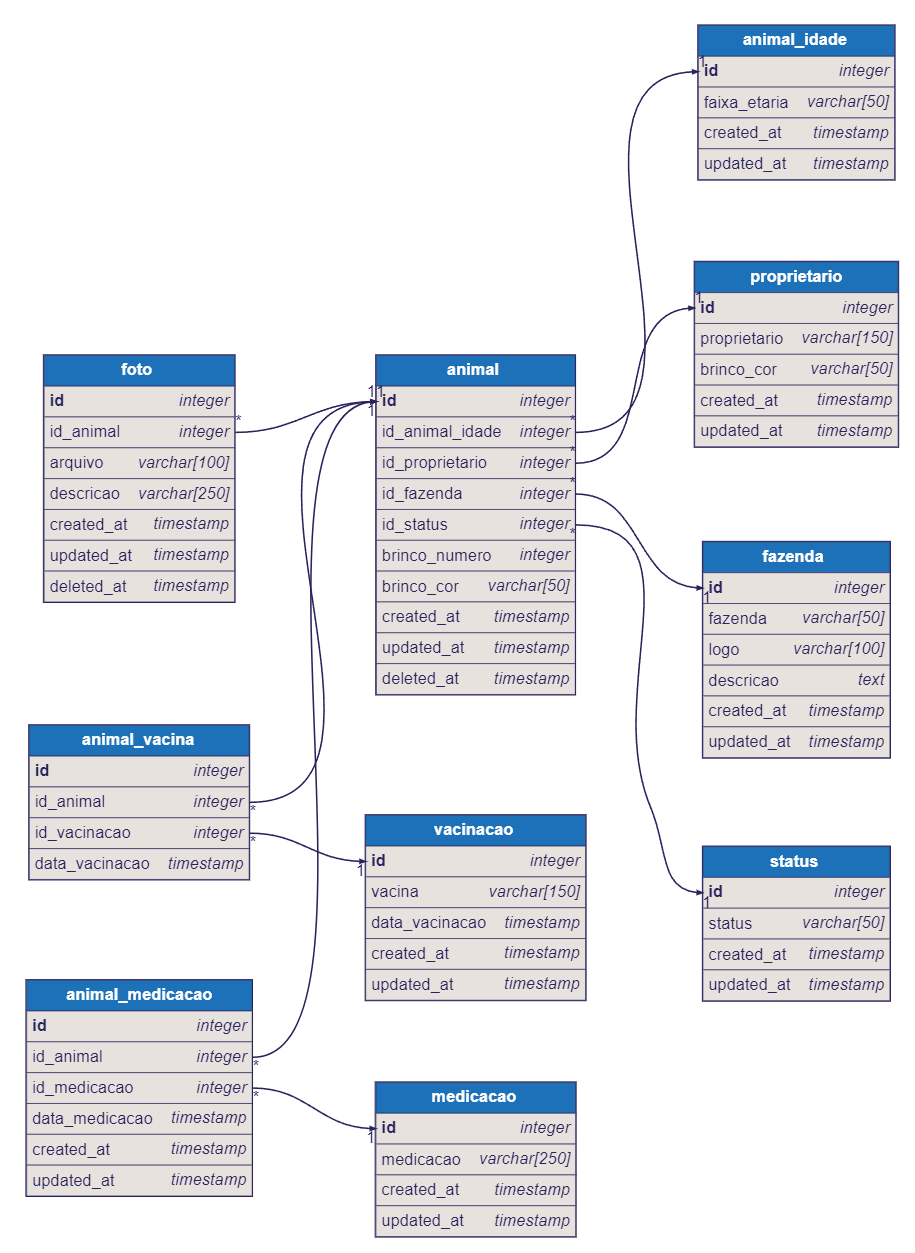 animal_idade
id integer
faixa_etaria varchar[50]
created_at timestamp
updated_at timestamp
proprietario
id integer
proprietario varchar[150]
brinco_cor varchar[50]
created_at timestamp
updated_at timestamp
foto
id integer
id_animal integer
arquivo varchar[100]
descricao varchar[250]
created_at timestamp
updated_at timestamp
deleted_at timestamp
animal
id integer
id_animal_idade integer
id_proprietario integer
id_fazenda integer
id_status integer
brinco_numero integer
brinco_cor varchar[50]
created_at timestamp
updated_at timestamp
deleted_at timestamp
fazenda
id integer
fazenda varchar[50]
logo varchar[100]
descricao text
created_at timestamp
updated_at timestamp
animal_vacina
id integer
id_animal integer
id_vacinacao integer
data_vacinacao timestamp
vacinacao
id integer
vacina varchar[150]
data_vacinacao timestamp
created_at timestamp
updated_at timestamp
status
id integer
status varchar[50]
created_at timestamp
updated_at timestamp
animal_medicacao
id integer
id_animal integer
id_medicacao integer
data_medicacao timestamp
created_at timestamp
updated_at timestamp
medicacao
id integer
medicacao varchar[250]
created_at timestamp
updated_at timestamp
1
1
*
1
1
1
*
*
*
*
1
*
*
1
1
*
*
1